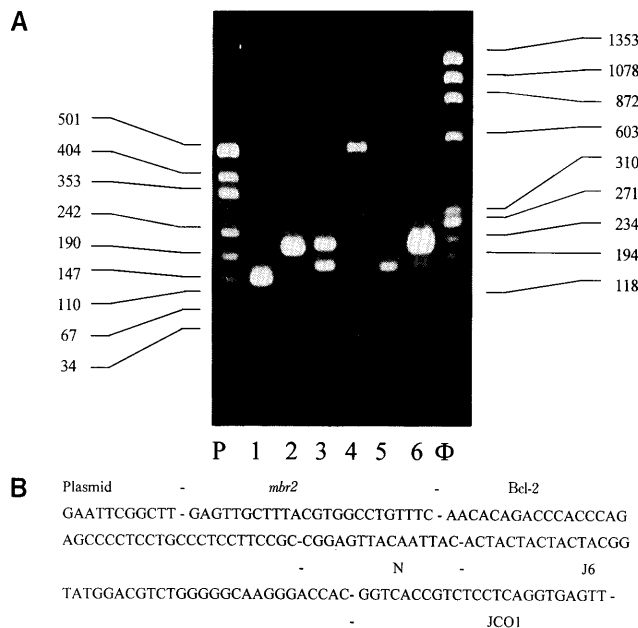 A
501
404
353
242
190
147
110
67
34
1353
1078
872
603
310
271
234
194
118
P 1 2 3 4 5 6 Φ
B
Plasmid - mbr2 - Bcl-2
GAATTCGGCTT - GAGTTGCTTTACGTGGCCTGTTTC - AACACAGACCCACCCAG
AGCCCCTCCTGCCCTCCTTCCGC-CGGAGTTACAATTAC-ACTACTACTACTACGG
- N - J6
TATGGACGTCTGGGGGCAAGGGACCAC-GGTCACCGTCTCCTCAGGTGAGTT -
- JCO1